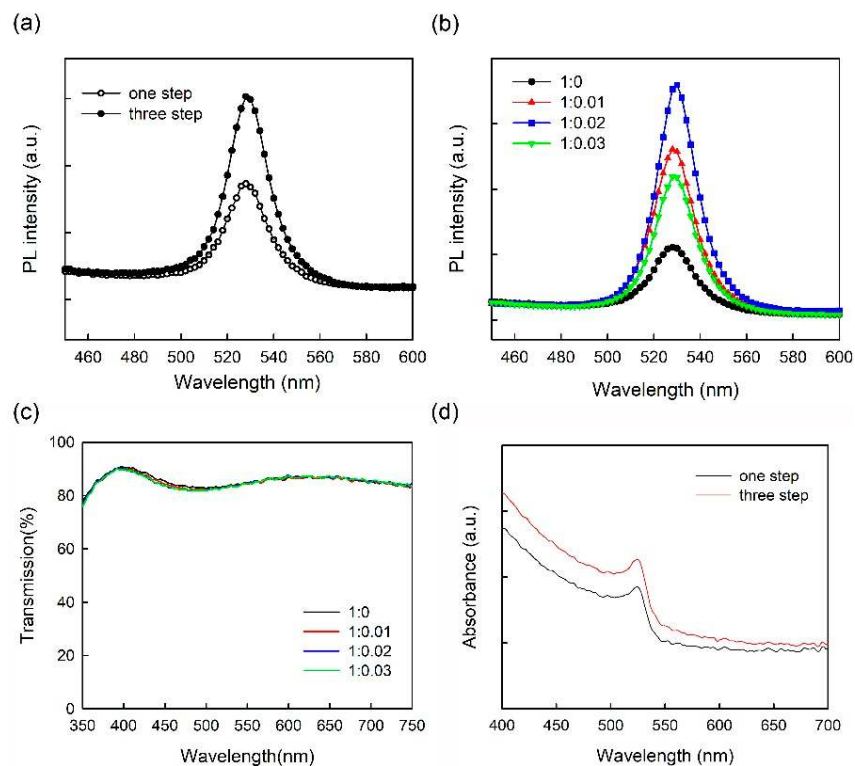 (a)
one step
three step
PL intensity (a.u.)
460 480 500 520 540 560 580 600
Wavelength (nm)
(b)
1:0
1:0.01
1:0.02
1:0.03
PL intensity (a.u.)
460 480 500 520 540 560 580 600
Wavelength (nm)
(c)
100
80
60
40
20
0
Transmission(%)
1:0
1:0.01
1:0.02
1:0.03
350 400 450 500 550 600 650 700 750
Wavelength(nm)
(d)
one step
three step
Absorbance (a.u.)
400 450 500 550 600 650 700
Wavelength (nm)